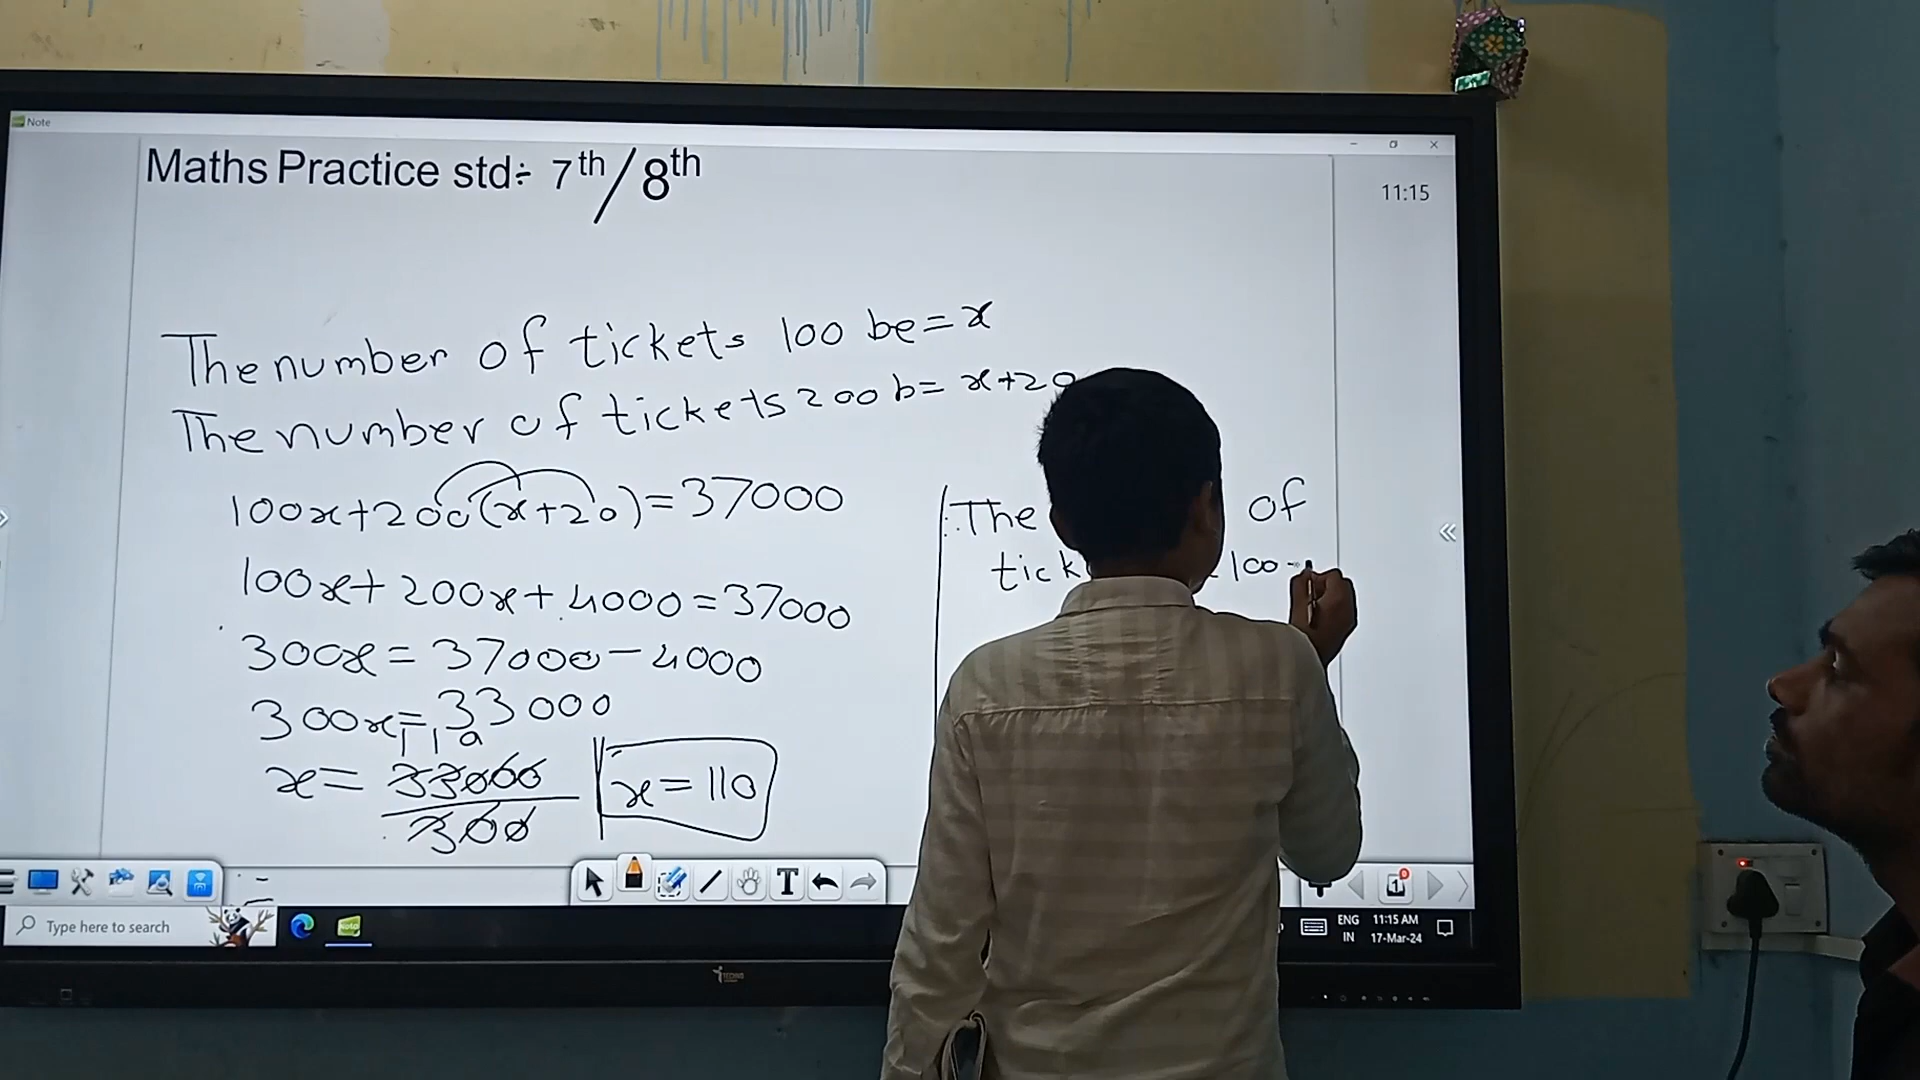 Note
Maths Practice std÷ 7th/8th
11:15
The number of tickets 100 be = x
The number of tickets 200 b = x+20
100x+200(x+20)=37000
100x+200x+4000=37000
300x=37000-4000
300x=33000
110
x=33000/300
x=110
∴ The of
100
Type here to search
T
1
ENG
IN
11:15 AM
17-Mar-24